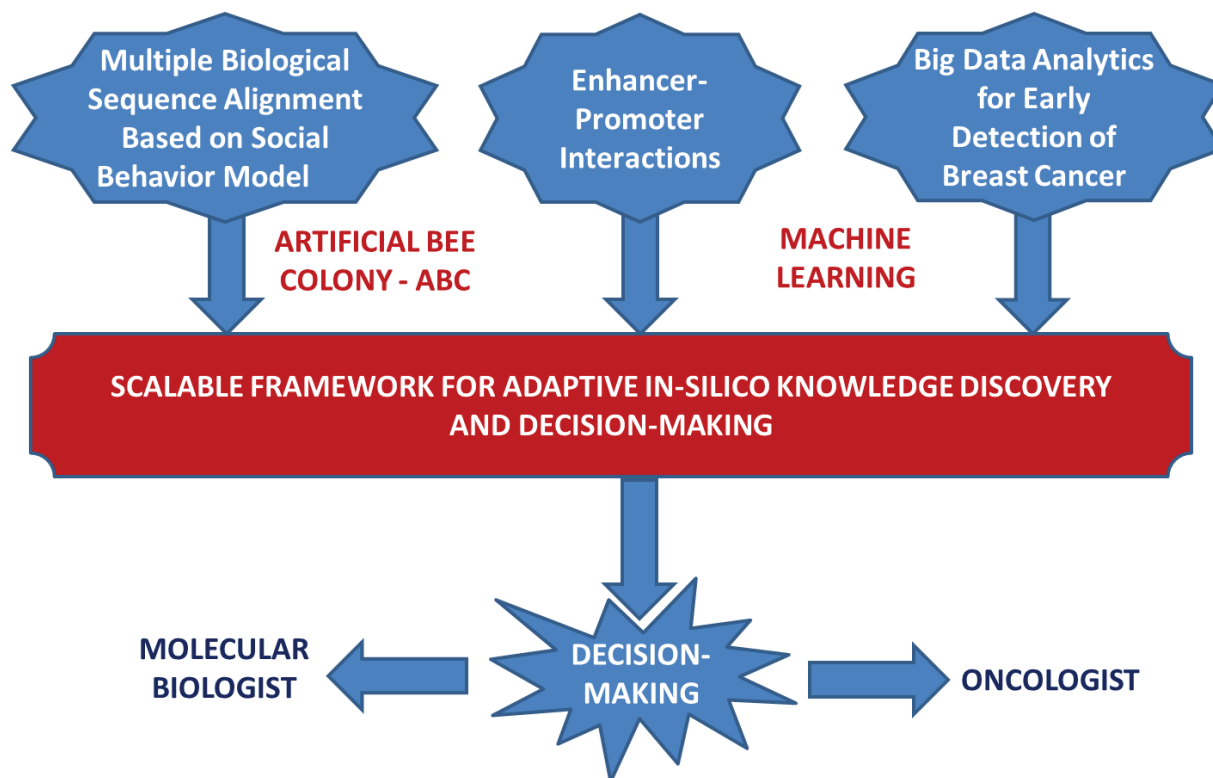 Multiple Biological
Sequence Alignment
Based on Social
Behavior Model
Enhancer-
Promoter
Interactions
Big Data Analytics
for Early
Detection of
Breast Cancer
ARTIFICIAL BEE
COLONY - ABC
MACHINE
LEARNING
SCALABLE FRAMEWORK FOR ADAPTIVE IN-SILICO KNOWLEDGE DISCOVERY
AND DECISION-MAKING
MOLECULAR
BIOLOGIST
DECISION-
MAKING
ONCOLOGIST